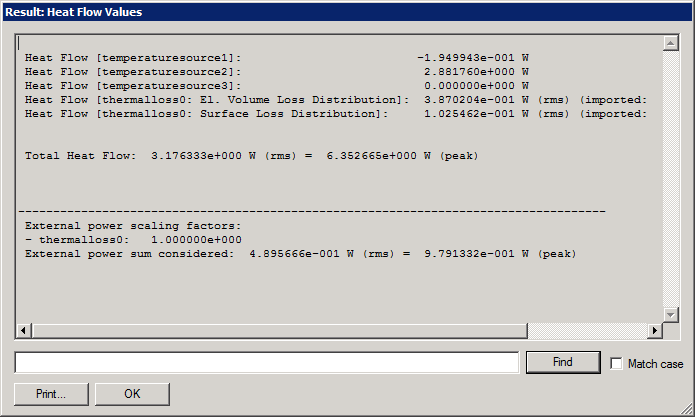 Result: Heat Flow Values
Heat Flow [temperaturesource1]: -1.949943e-001 W
Heat Flow [temperaturesource2]: 2.881760e+000 W
Heat Flow [temperaturesource3]: 0.000000e+000 W
Heat Flow [thermalloss0: El. Volume Loss Distribution]: 3.870204e-001 W (rms) (imported:
Heat Flow [thermalloss0: Surface Loss Distribution]: 1.025462e-001 W (rms) (imported:
Total Heat Flow: 3.176333e+000 W (rms) = 6.352665e+000 W (peak)
--------------------------------------------------------------------------------
External power scaling factors:
- thermalloss0: 1.000000e+000
External power sum considered: 4.895666e-001 W (rms) = 9.791332e-001 W (peak)
Find
Match case
Print...
OK